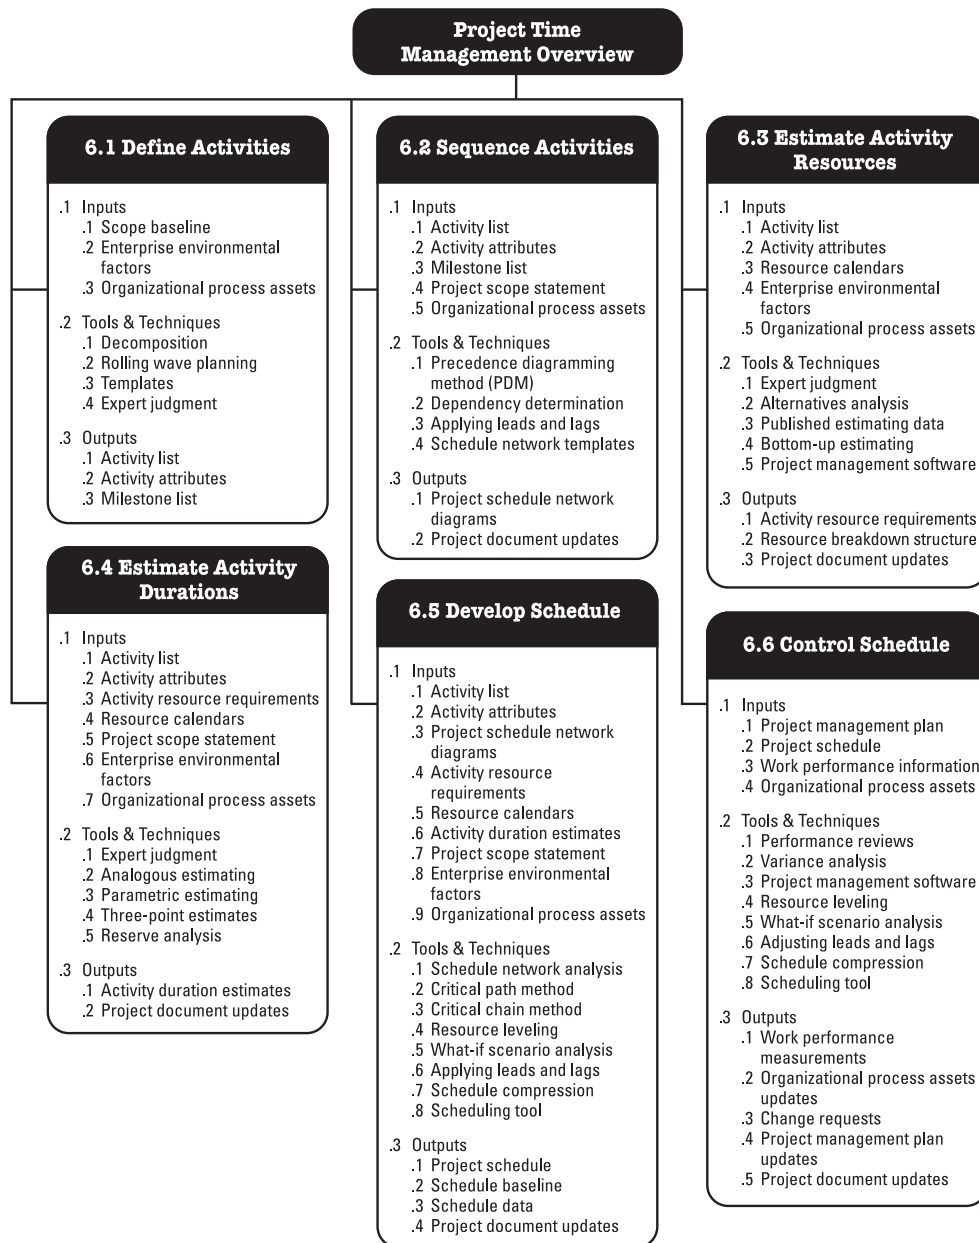 Project Time
Management Overview
6.1 Define Activities
.1 Inputs
.1 Scope baseline
.2 Enterprise environmental
factors
.3 Organizational process assets
.2 Tools & Techniques
.1 Decomposition
.2 Rolling wave planning
.3 Templates
.4 Expert judgment
.3 Outputs
.1 Activity list
.2 Activity attributes
.3 Milestone list
6.2 Sequence Activities
.1 Inputs
.1 Activity list
.2 Activity attributes
.3 Milestone list
.4 Project scope statement
.5 Organizational process assets
.2 Tools & Techniques
.1 Precedence diagramming
method (PDM)
.2 Dependency determination
.3 Applying leads and lags
.4 Schedule network templates
.3 Outputs
.1 Project schedule network
diagrams
.2 Project document updates
6.3 Estimate Activity
Resources
.1 Inputs
.1 Activity list
.2 Activity attributes
.3 Resource calendars
.4 Enterprise environmental
factors
.5 Organizational process assets
.2 Tools & Techniques
.1 Expert judgment
.2 Alternatives analysis
.3 Published estimating data
.4 Bottom-up estimating
.5 Project management software
.3 Outputs
.1 Activity resource requirements
.2 Resource breakdown structure
.3 Project document updates
6.4 Estimate Activity
Durations
.1 Inputs
.1 Activity list
.2 Activity attributes
.3 Activity resource requirements
.4 Resource calendars
.5 Project scope statement
.6 Enterprise environmental
factors
.7 Organizational process assets
.2 Tools & Techniques
.1 Expert judgment
.2 Analogous estimating
.3 Parametric estimating
.4 Three-point estimates
.5 Reserve analysis
.3 Outputs
.1 Activity duration estimates
.2 Project document updates
6.5 Develop Schedule
.1 Inputs
.1 Activity list
.2 Activity attributes
.3 Project schedule network
diagrams
.4 Activity resource
requirements
.5 Resource calendars
.6 Activity duration estimates
.7 Project scope statement
.8 Enterprise environmental
factors
.9 Organizational process assets
.2 Tools & Techniques
.1 Schedule network analysis
.2 Critical path method
.3 Critical chain method
.4 Resource leveling
.5 What-if scenario analysis
.6 Applying leads and lags
.7 Schedule compression
.8 Scheduling tool
.3 Outputs
.1 Project schedule
.2 Schedule baseline
.3 Schedule data
.4 Project document updates
6.6 Control Schedule
.1 Inputs
.1 Project management plan
.2 Project schedule
.3 Work performance information
.4 Organizational process assets
.2 Tools & Techniques
.1 Performance reviews
.2 Variance analysis
.3 Project management software
.4 Resource leveling
.5 What-if scenario analysis
.6 Adjusting leads and lags
.7 Schedule compression
.8 Scheduling tool
.3 Outputs
.1 Work performance
measurements
.2 Organizational process assets
updates
.3 Change requests
.4 Project management plan
updates
.5 Project document updates